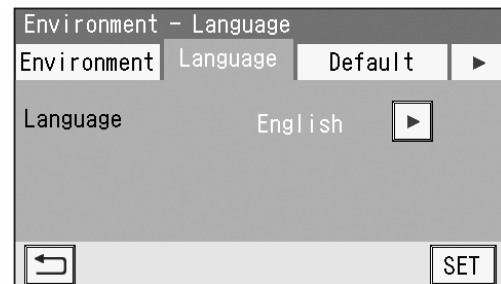 Environment – Language
Environment Language Default ►
Language English ►
SET